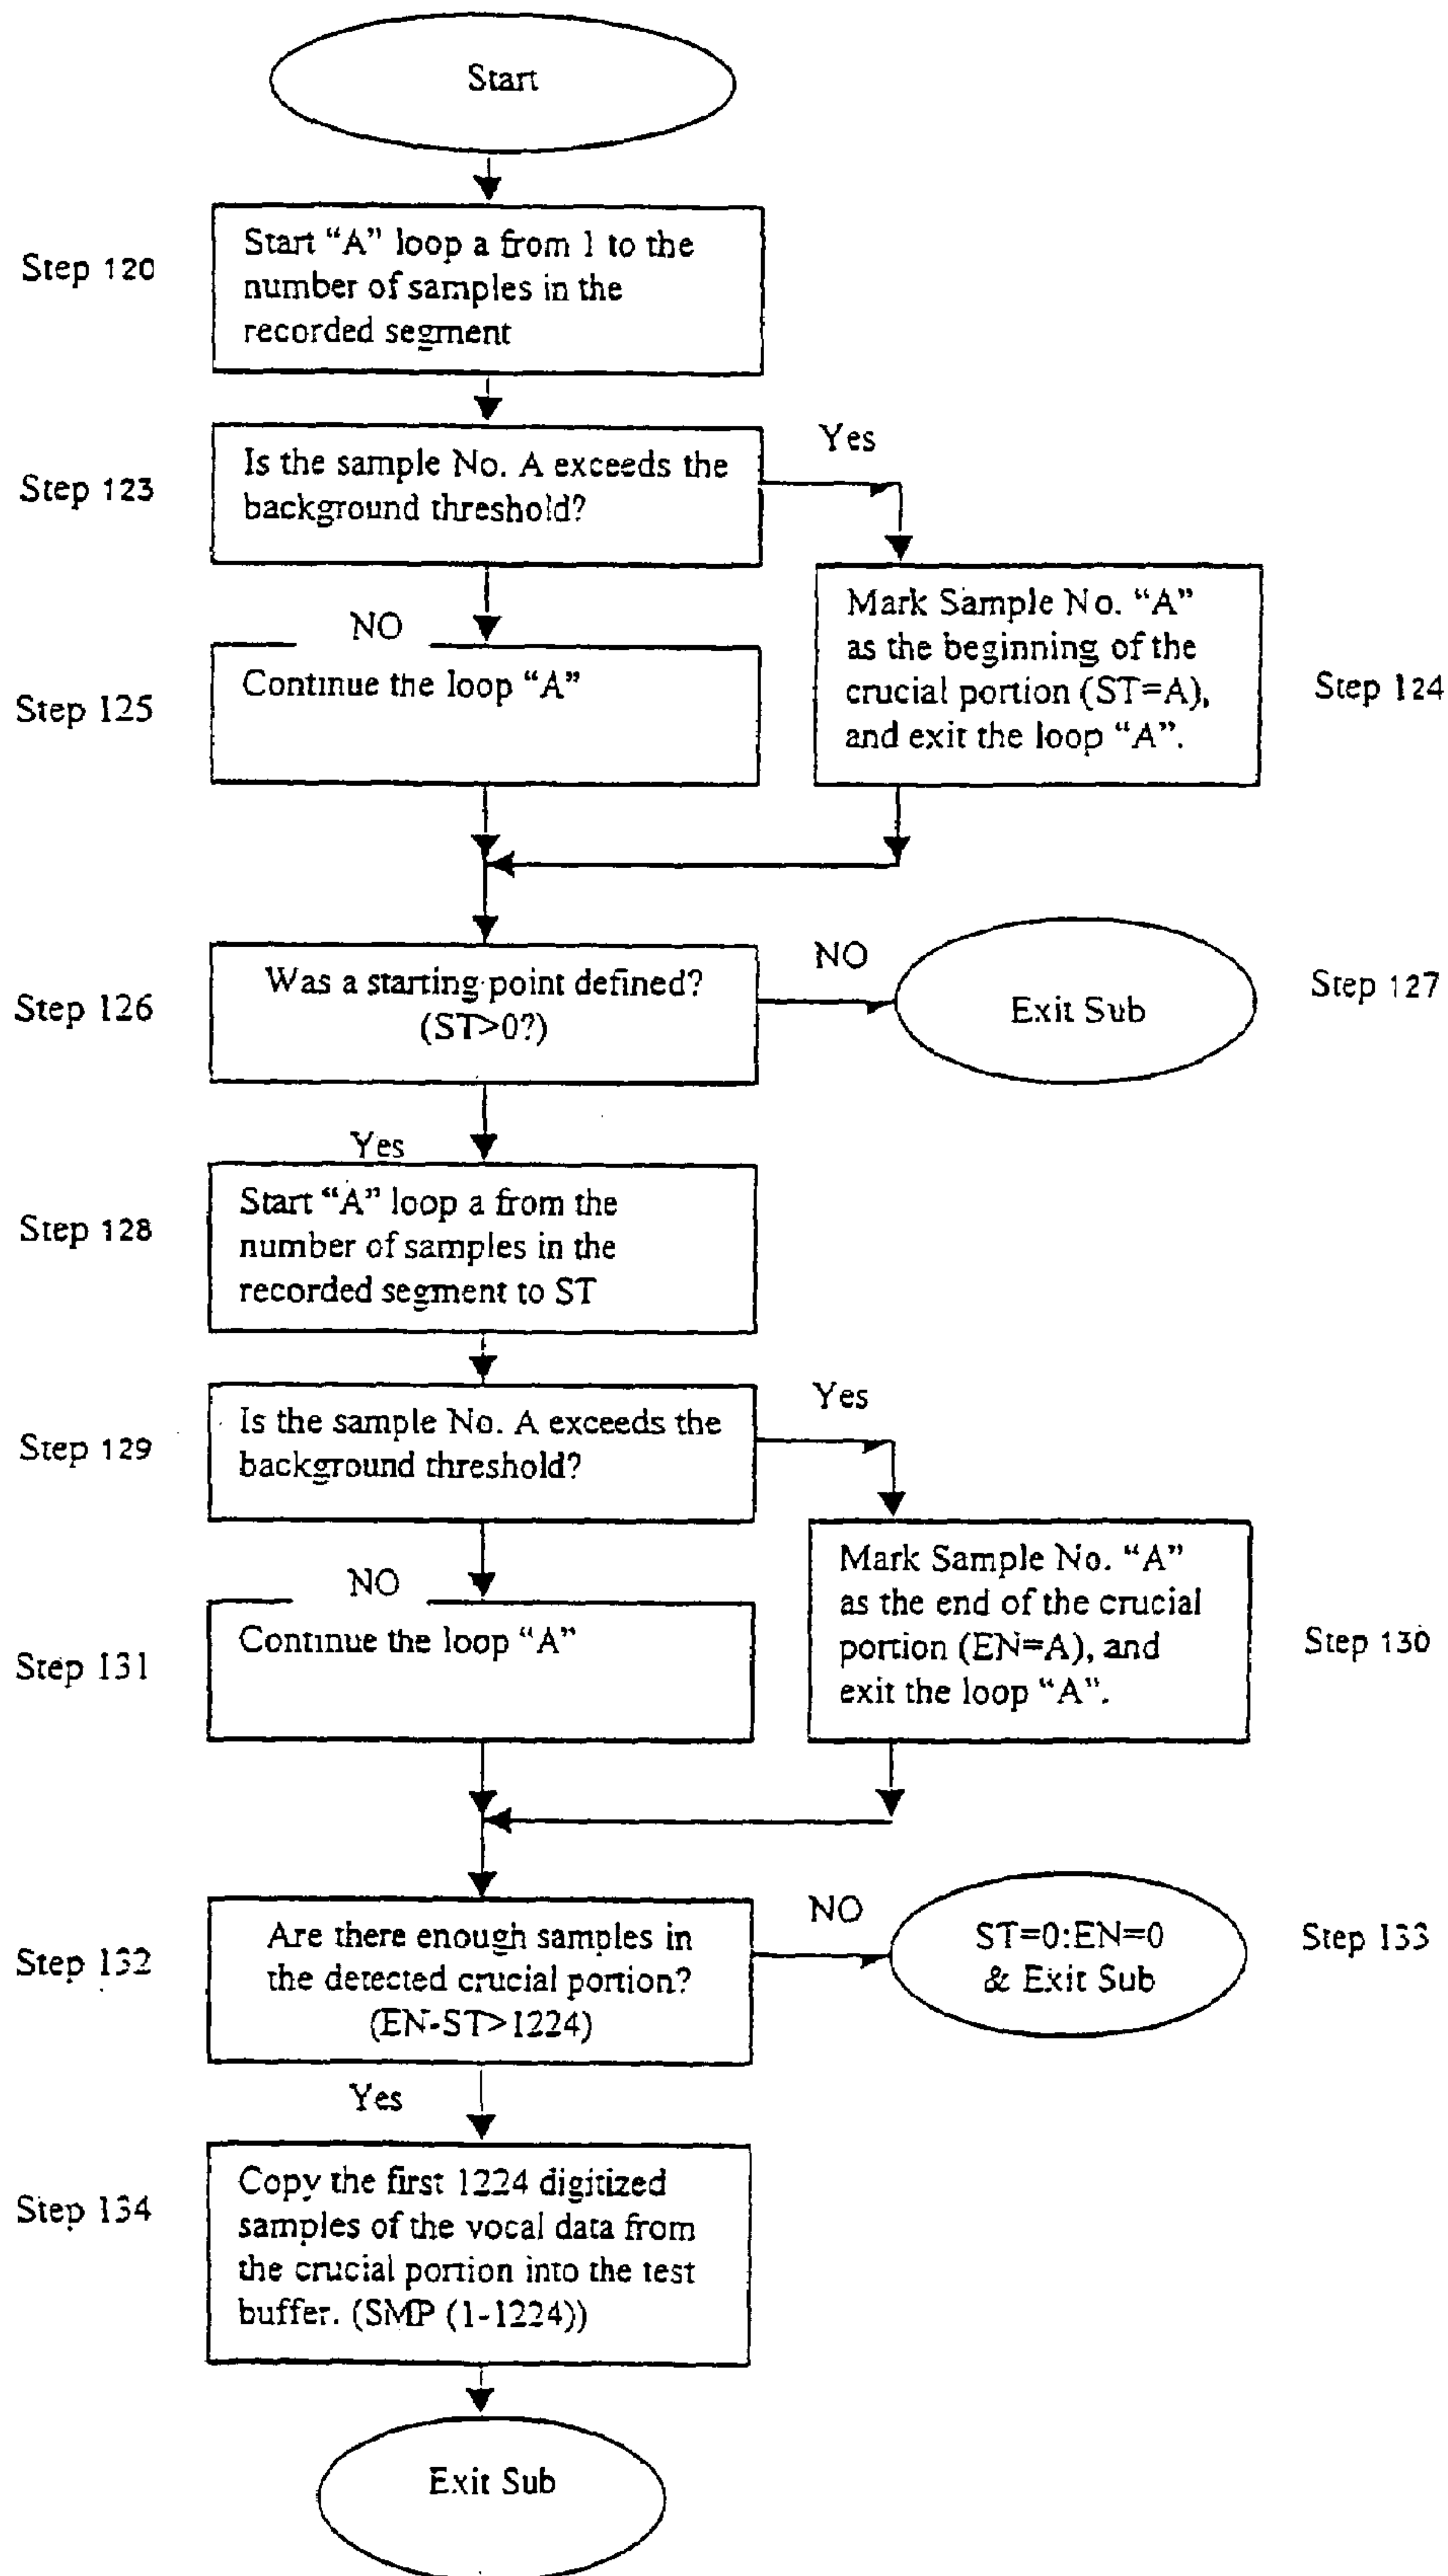 Start
Step 120
Start “A” loop a from 1 to the
number of samples in the
recorded segment
Step 123
Is the sample No. A exceeds the
background threshold?
Yes
NO
Step 125
Continue the loop “A”
Mark Sample No. “A”
as the beginning of the
crucial portion (ST=A),
and exit the loop “A”.
Step 124
Step 126
Was a starting point defined?
(ST>0?)
NO
Exit Sub
Step 127
Yes
Step 128
Start “A” loop a from the
number of samples in the
recorded segment to ST
Step 129
Is the sample No. A exceeds the
background threshold?
Yes
NO
Step 131
Continue the loop “A”
Mark Sample No. “A”
as the end of the crucial
portion (EN=A), and
exit the loop “A”.
Step 130
Step 132
Are there enough samples in
the detected crucial portion?
(EN-ST>1224)
NO
ST=0:EN=0
& Exit Sub
Step 133
Yes
Step 134
Copy the first 1224 digitized
samples of the vocal data from
the crucial portion into the test
buffer. (SMP (1-1224))
Exit Sub